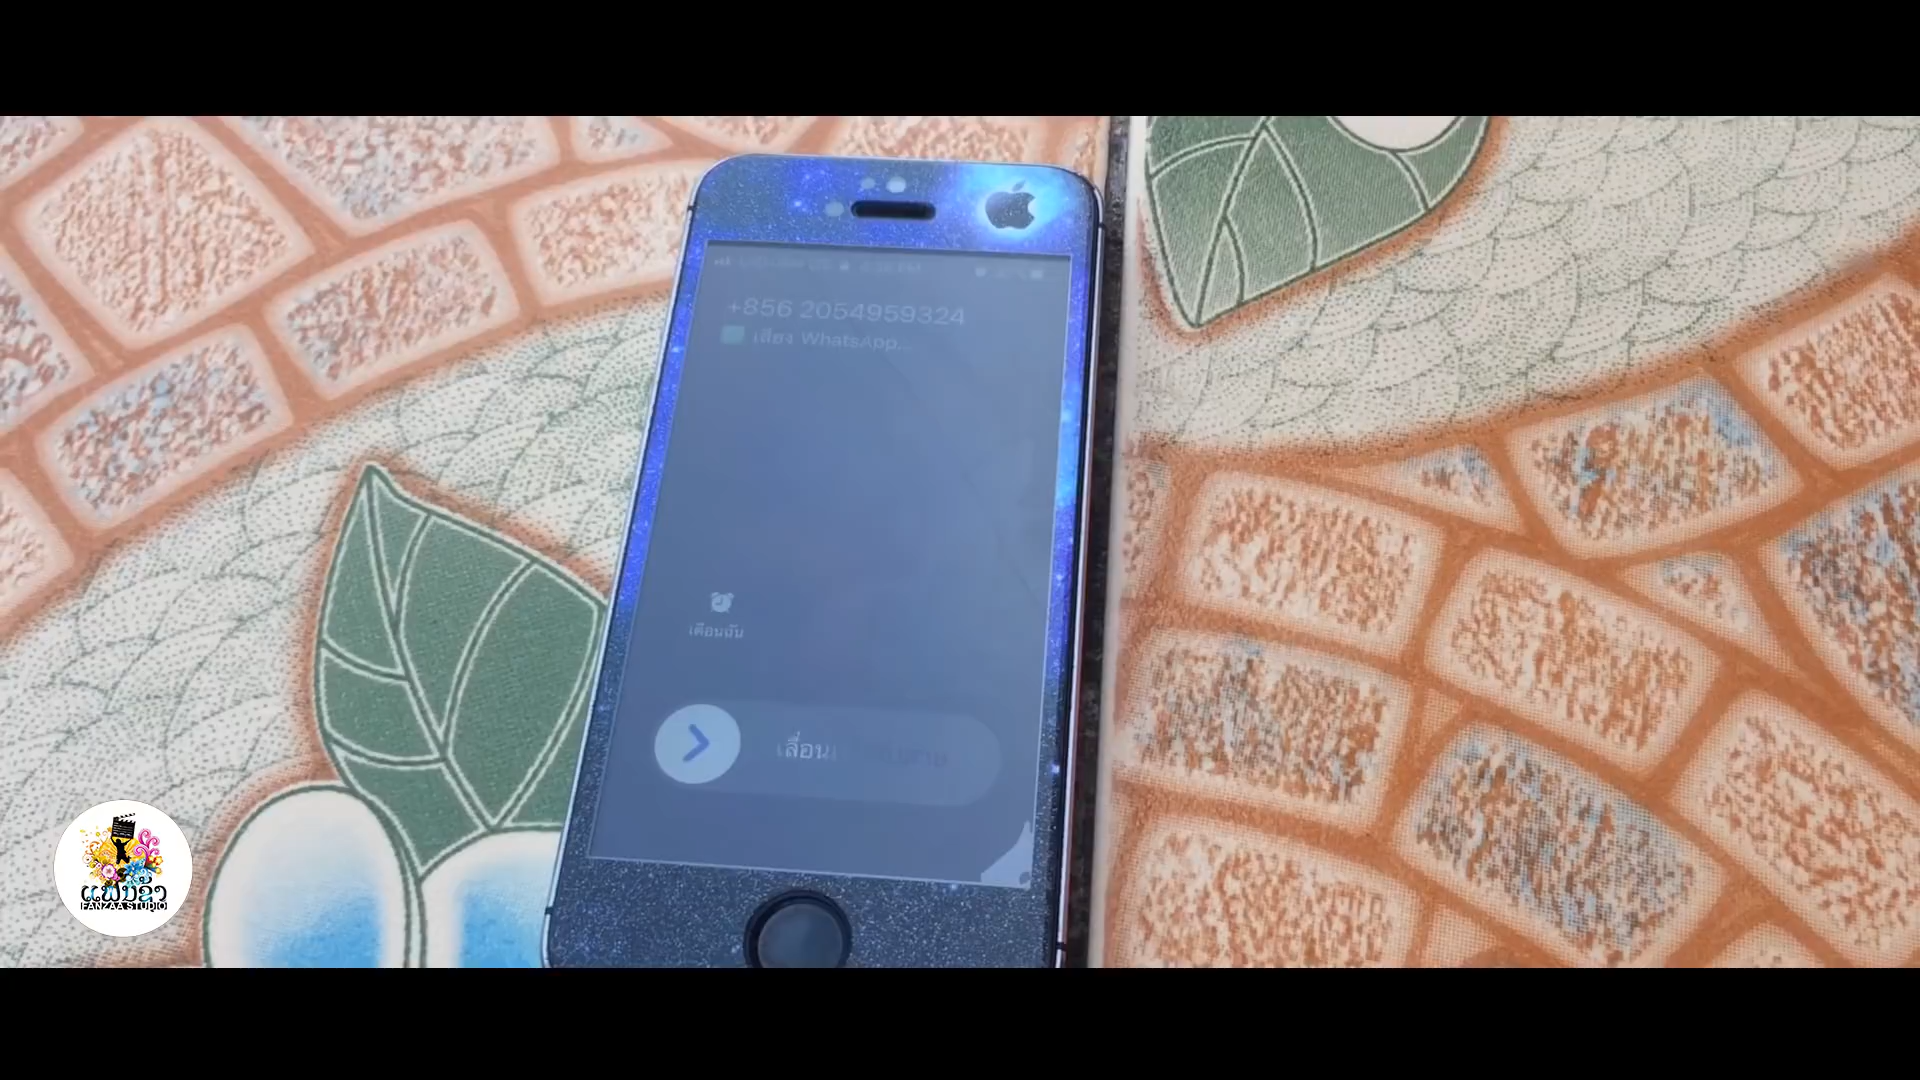 +856 2054959324
เสียง WhatsApp...
เตือนฉัน
เลื่อน
ແຟນຊ້າ
FANZAA STUDIO